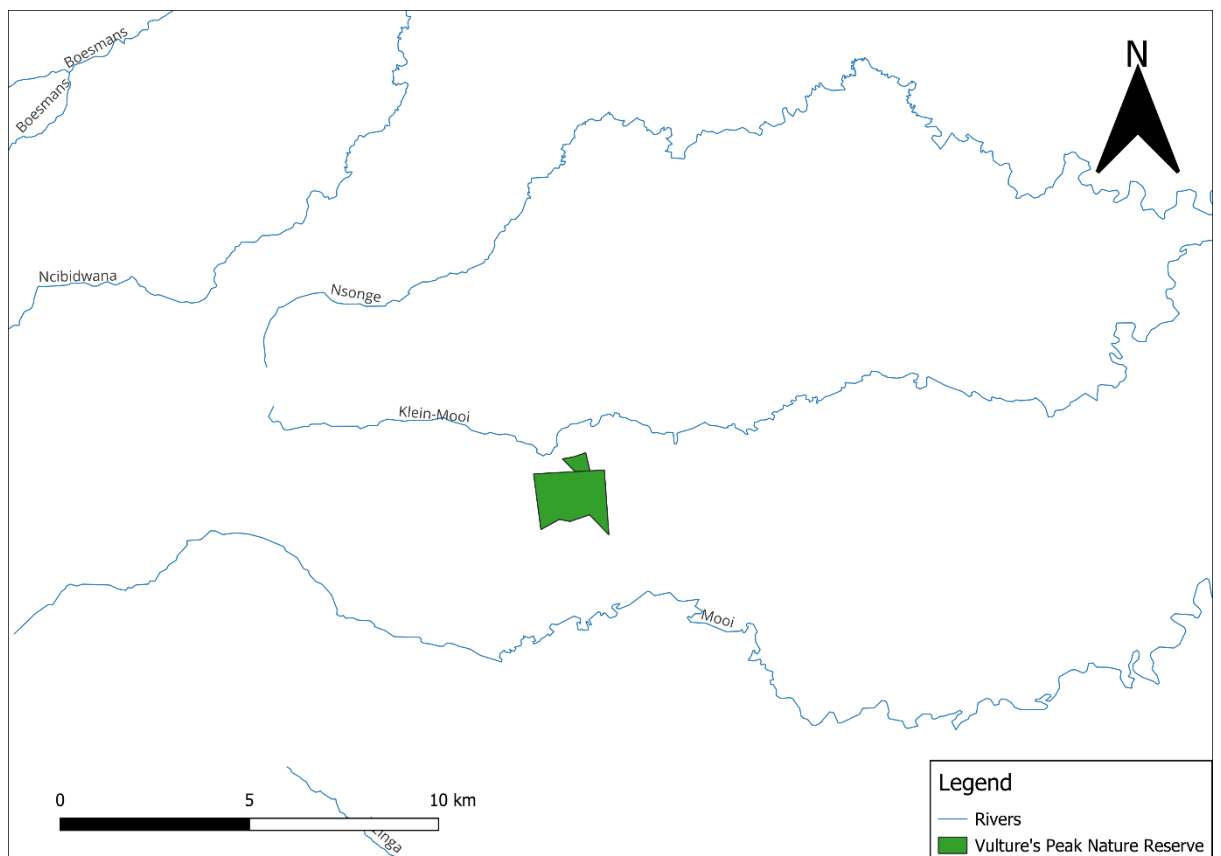 Boesmans
Boesmans
N
Ncibidwana
Nsonge
Klein-Mooi
Mooi
0 5 10 km
Legend
Rivers
Vulture's Peak Nature Reserve